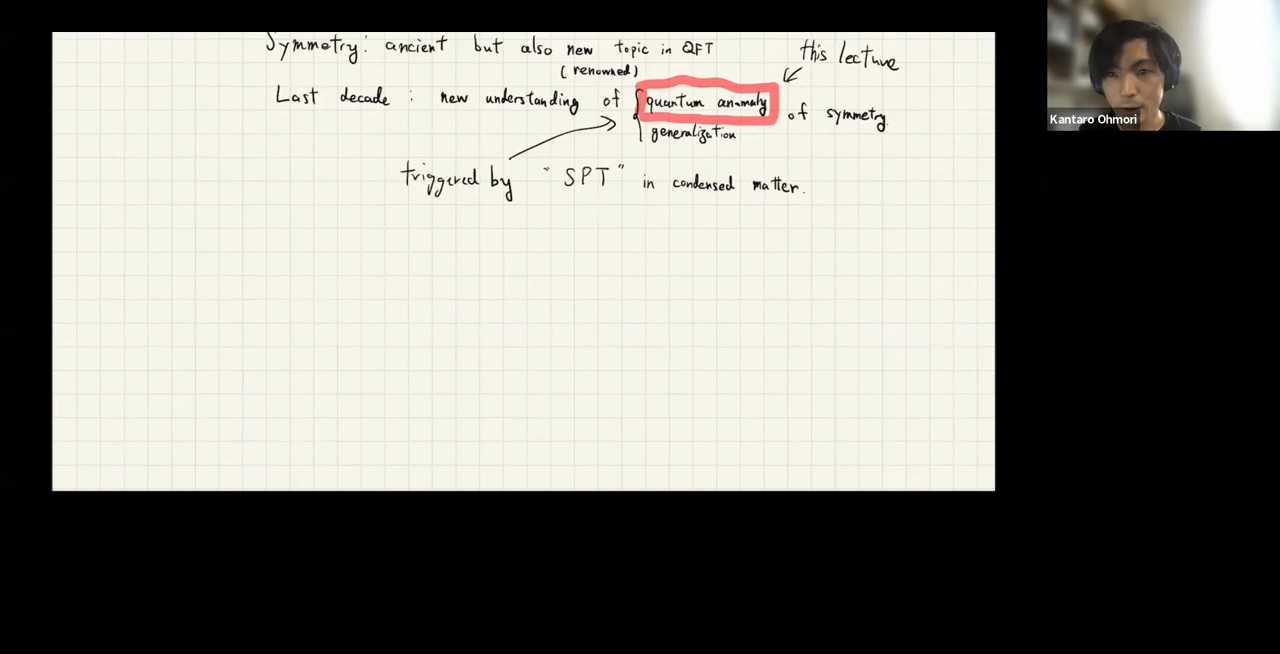 Symmetry: ancient but also new topic in QFT
(renowned)
this lecture
Last decade : new understanding of { quantum anomaly of symmetry.
generalization
triggered by "SPT" in condensed matter.
Kantaro Ohmori